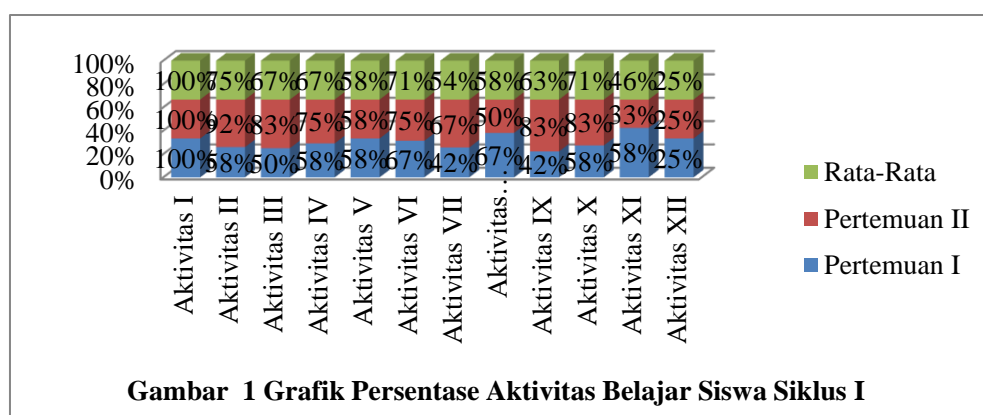 100%
80%
60%
40%
20%
0%
100% 75% 67% 67% 58% 71% 54% 58% 63% 71% 46% 25%
100% 92% 83% 75% 58% 75% 67% 50% 83% 83% 33% 25%
100% 58% 50% 58% 58% 67% 42% 67% 42% 58% 58% 25%
Aktivitas I
Aktivitas II
Aktivitas III
Aktivitas IV
Aktivitas V
Aktivitas VI
Aktivitas VII
Aktivitas…
Aktivitas IX
Aktivitas X
Aktivitas XI
Aktivitas XII
Rata-Rata
Pertemuan II
Pertemuan I
Gambar 1 Grafik Persentase Aktivitas Belajar Siswa Siklus I